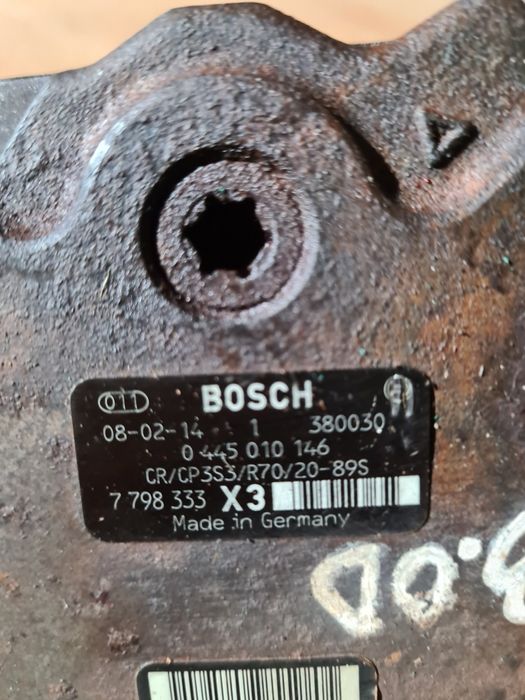 011 BOSCH
08-02-14 1 380030
0 445 010 146
CR/CP3S3/R70/20-89S
7 798 333 X3
Made in Germany